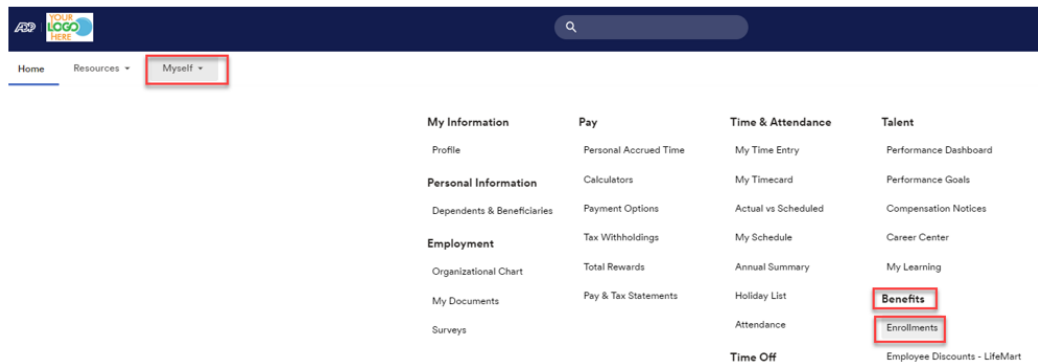 ADP
YOUR
LOGO
HERE
Home
Resources
Myself
My Information
Profile
Personal Information
Dependents & Beneficiaries
Employment
Organizational Chart
My Documents
Surveys
Pay
Personal Accrued Time
Calculators
Payment Options
Tax Withholdings
Total Rewards
Pay & Tax Statements
Time & Attendance
My Time Entry
My Timecard
Actual vs Scheduled
My Schedule
Annual Summary
Holiday List
Attendance
Time Off
Talent
Performance Dashboard
Performance Goals
Compensation Notices
Career Center
My Learning
Benefits
Enrollments
Employee Discounts - LifeMart